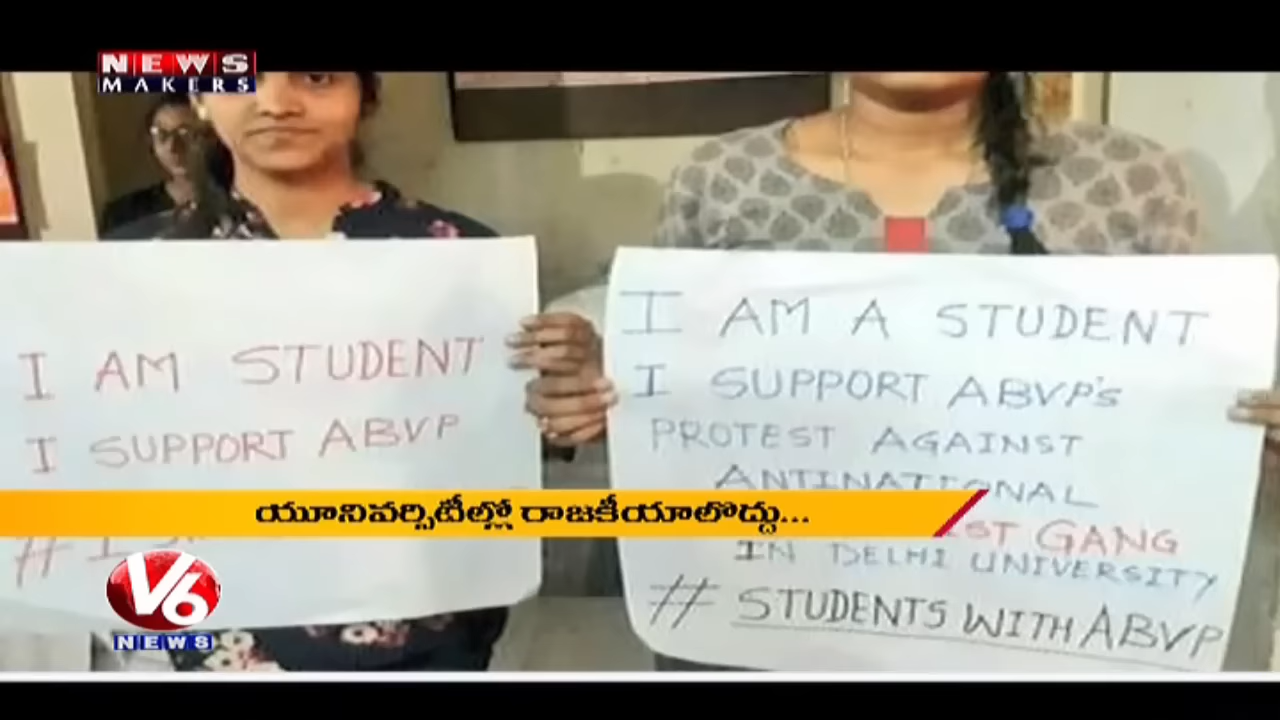 NEWS
MAKERS
I AM STUDENT
I SUPPORT ABVP
I AM A STUDENT
I SUPPORT ABVP'S
PROTEST AGAINST
ANTINATIONAL
GANG
IN DELHI UNIVERSITY
# STUDENTS WITH ABVP
యూనివర్సిటీల్లో రాజకీయాలొద్దు...
V6
NEWS